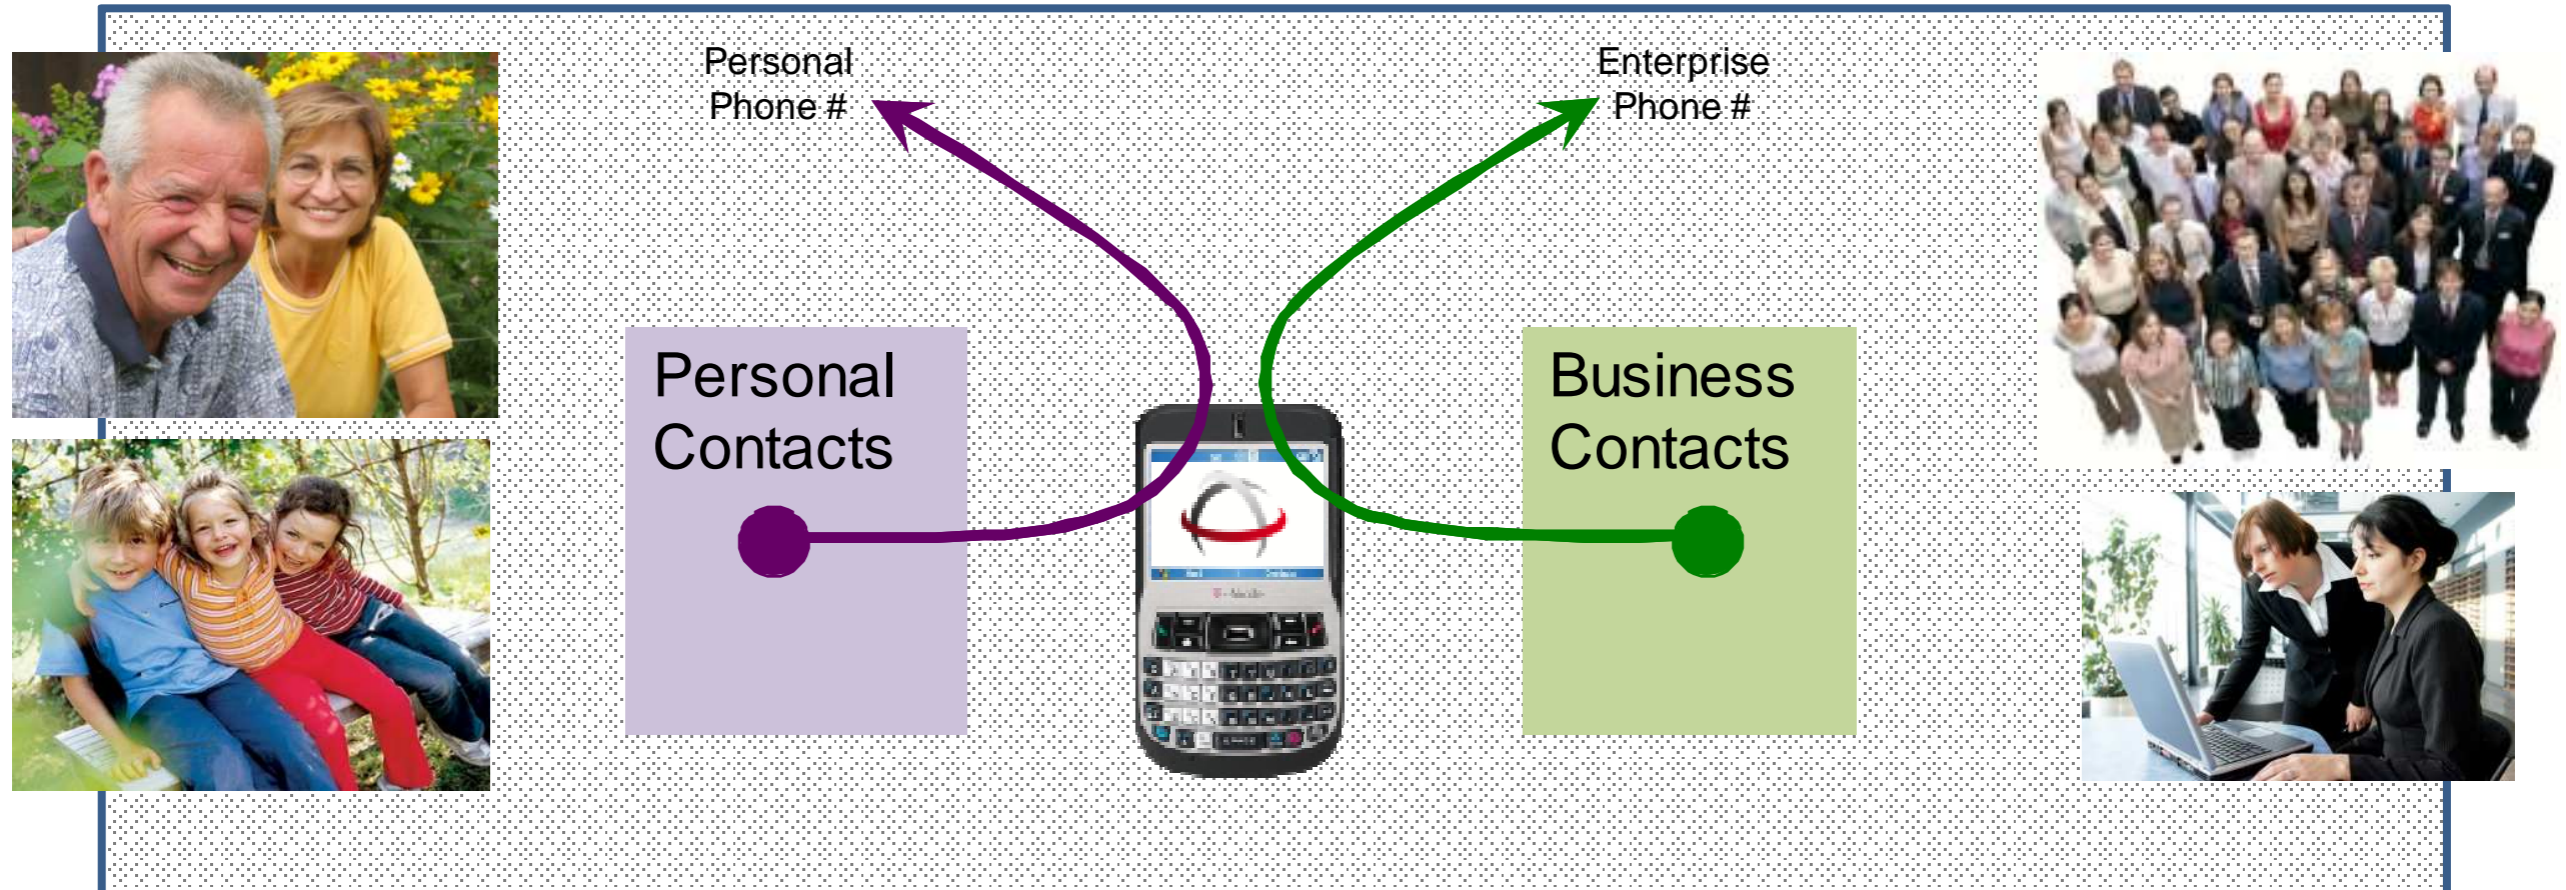 Personal
Phone #
Enterprise
Phone #
Personal
Contacts
Business
Contacts